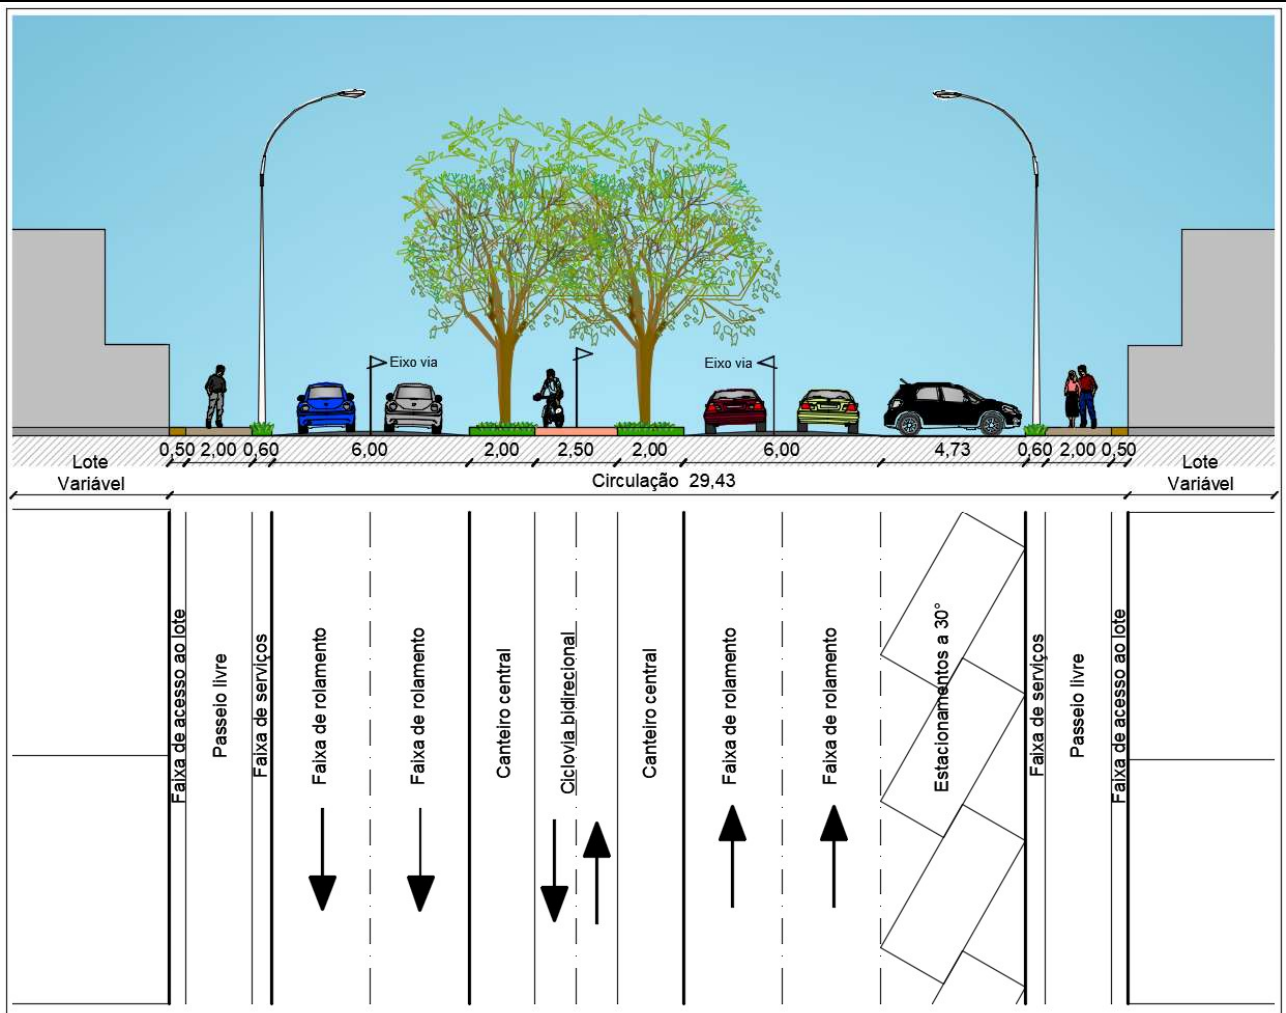 Eixo via
Eixo via
0,50
2,00
0,60
6,00
2,00
2,50
2,00
6,00
4,73
0,60
2,00
0,50
Lote
Variável
Circulação 29,43
Lote
Variável
Faixa de acesso ao lote
Passeio livre
Faixa de serviços
Faixa de rolamento
Faixa de rolamento
Canteiro central
Ciclovia bidirecional
Canteiro central
Faixa de rolamento
Faixa de rolamento
Estacionamentos a 30°
Faixa de serviços
Passeio livre
Faixa de acesso ao lote